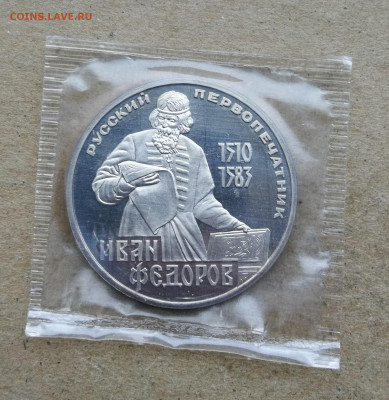 COINS.LAVE.RU
РУССКИЙ ПЕРВОПЕЧАТНИК
1510
1583
ИВАН
ФЕДОРОВ